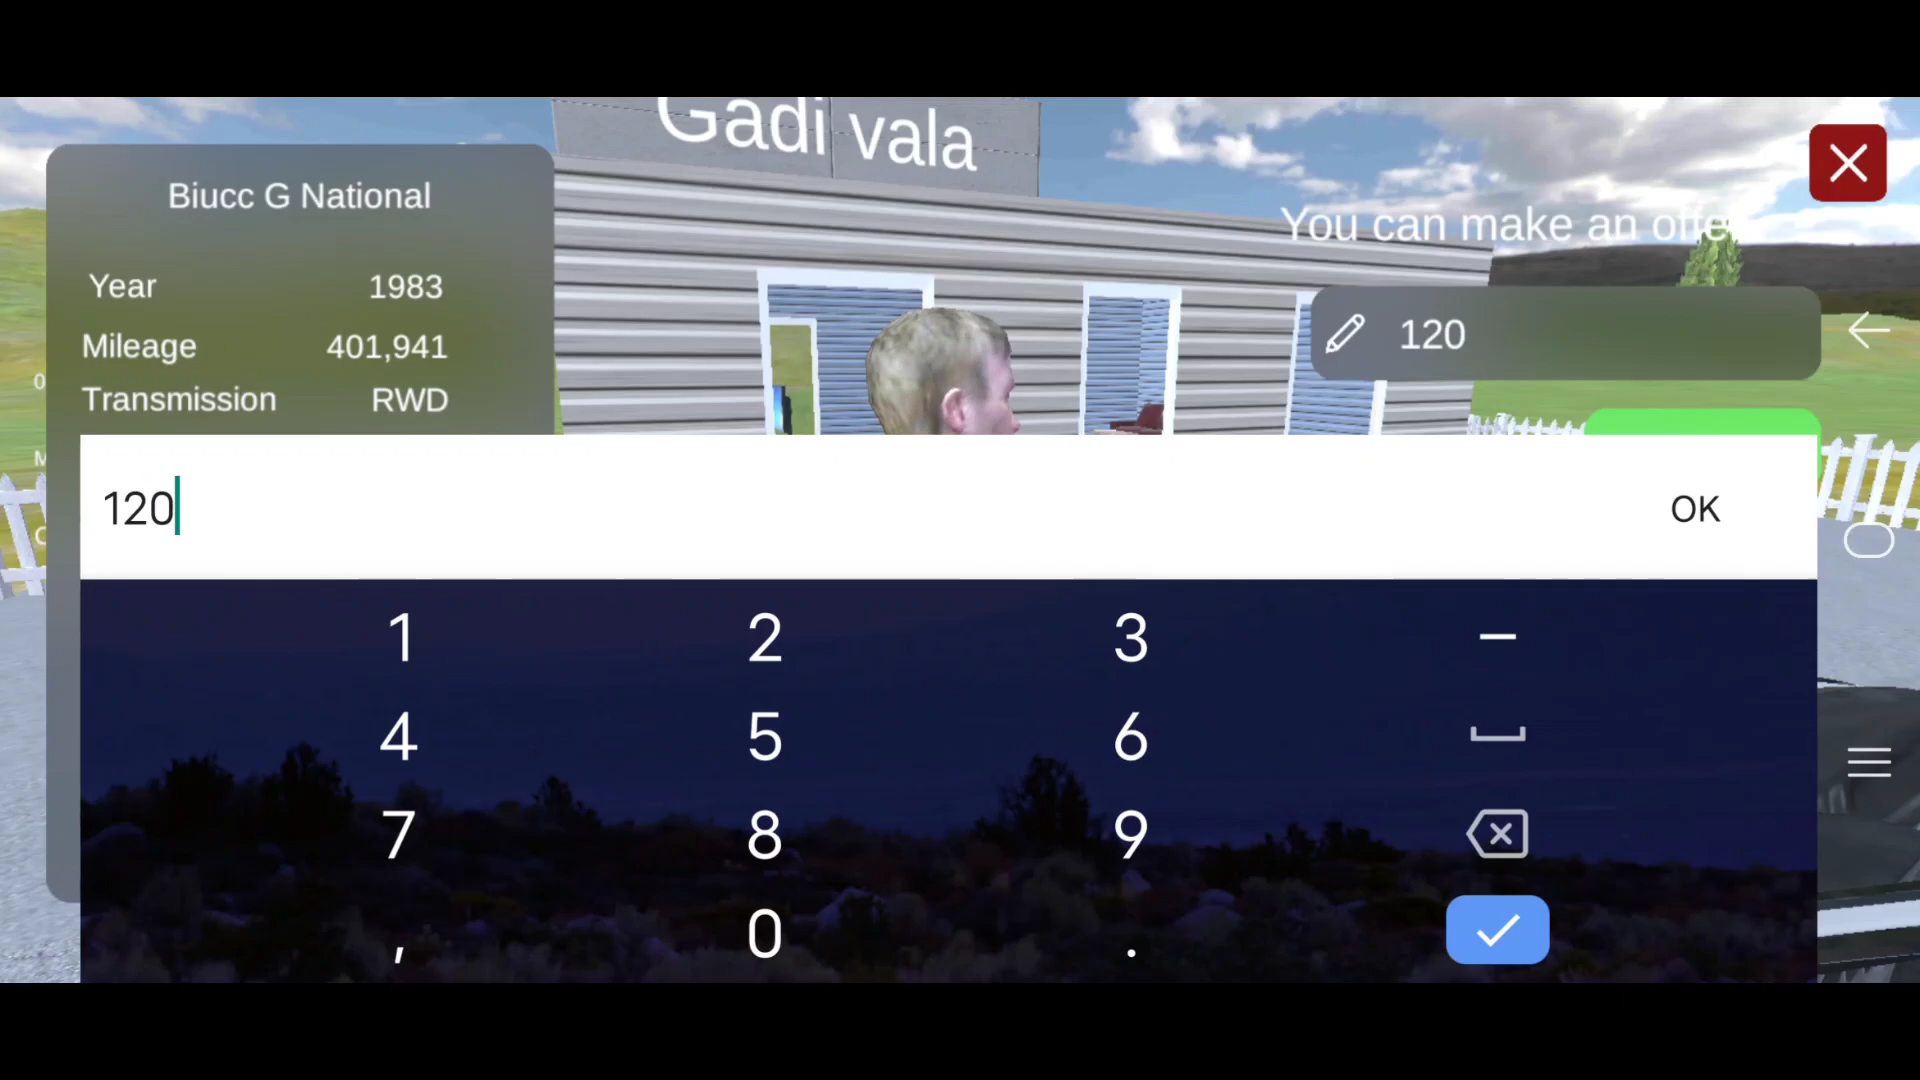 Gadi vala
Biucc G National
You can make an offe
Year 1983
120
Mileage 401,941
Transmission RWD
0
M
C
120
OK
1 2 3 –
4 5 6
7 8 9
, 0 .